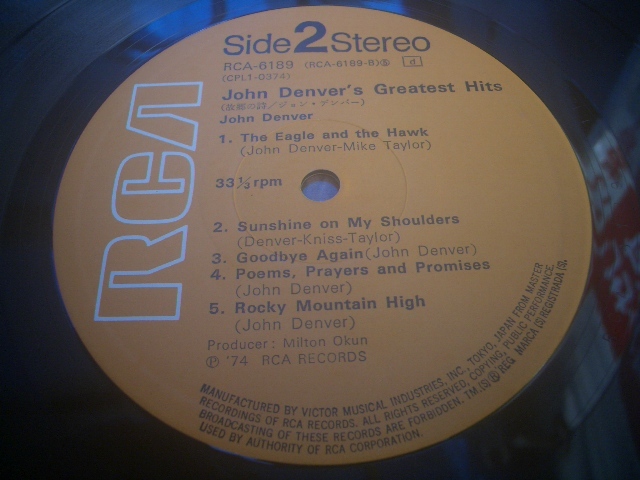 RCA
Side 2 Stereo
RCA-6189 (RCA-6189-B)Ⓢ d
(CPL1-0374)
John Denver's Greatest Hits
(故郷の詩/ジョン・デンバー)
John Denver
1. The Eagle and the Hawk
(John Denver-Mike Taylor)
33 1/3 rpm
2. Sunshine on My Shoulders
(Denver-Kniss-Taylor)
3. Goodbye Again (John Denver)
4. Poems, Prayers and Promises
(John Denver)
5. Rocky Mountain High
(John Denver)
Producer: Milton Okun
Ⓟ '74 RCA RECORDS
MANUFACTURED BY VICTOR MUSICAL INDUSTRIES, INC., TOKYO, JAPAN FROM MASTER
RECORDINGS OF RCA RECORDS. ALL RIGHTS RESERVED, COPYING, PUBLIC PERFORMANCE,
BROADCASTING OF THESE RECORDS ARE FORBIDDEN. TM.(S) Ⓡ REG. MARCA (S) REGISTRADA (S).
USED BY AUTHORITY OF RCA CORPORATION.